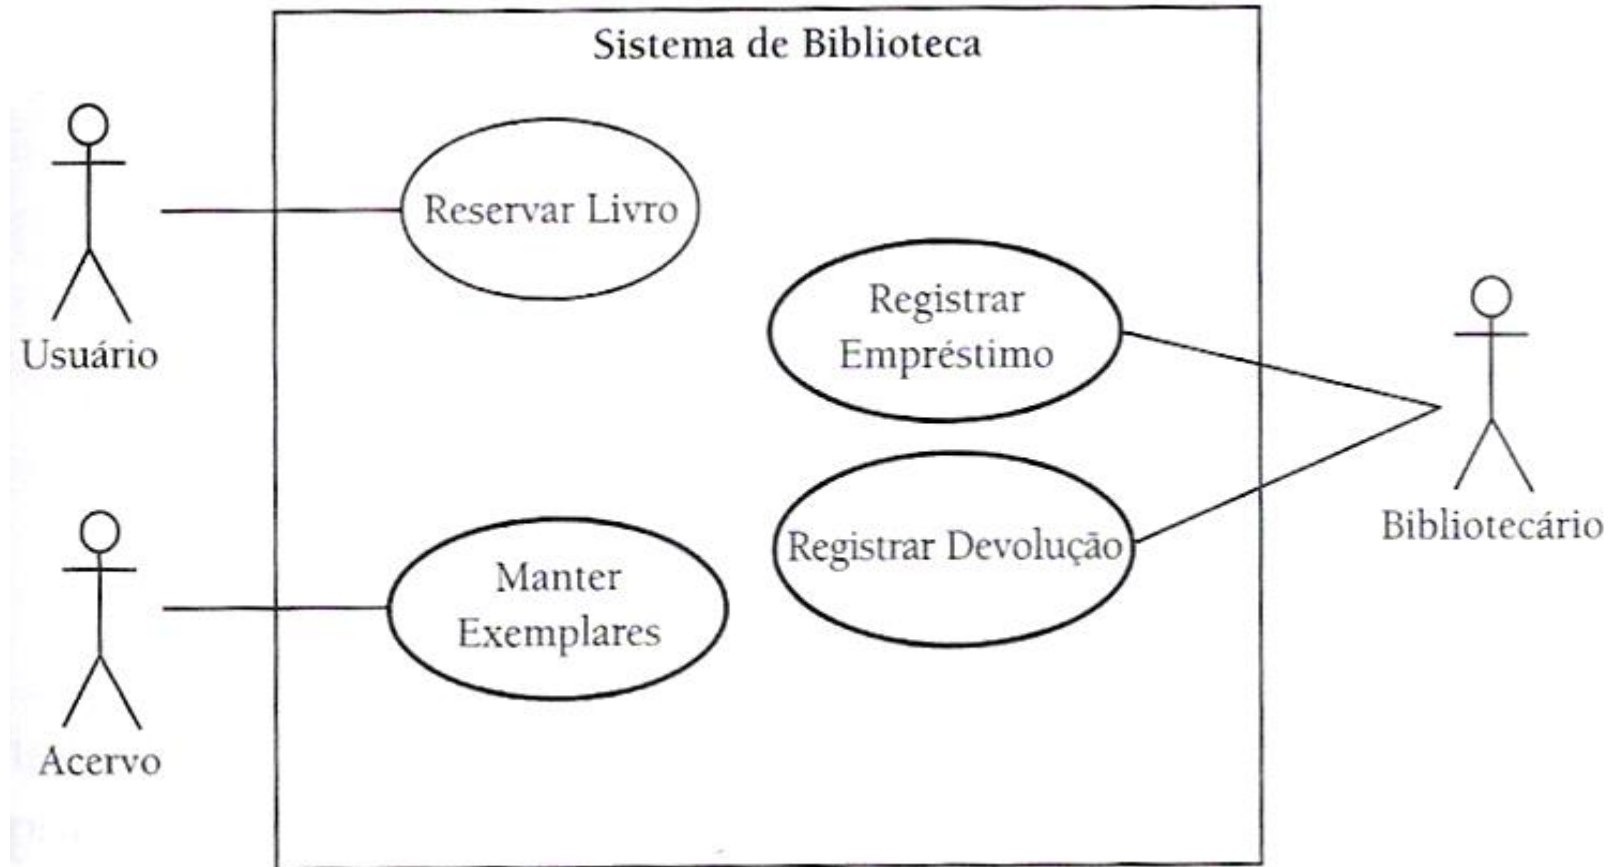 Sistema de Biblioteca
Reservar Livro
Usuário
Registrar
Empréstimo
Registrar Devolução
Bibliotecário
Manter
Exemplares
Acervo